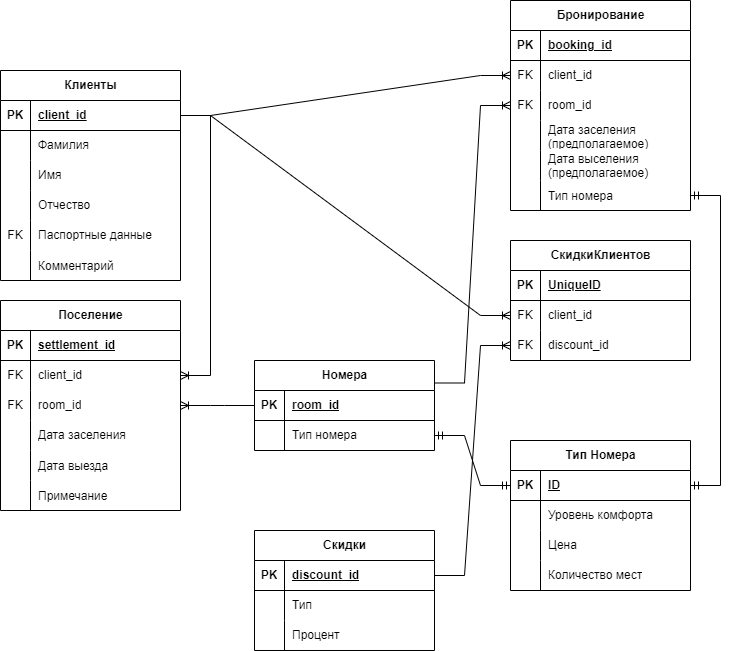 Бронирование
PK booking_id
FK client_id
FK room_id
Дата заселения
(предполагаемое)
Дата выселения
(предполагаемое)
Тип номера
Клиенты
PK client_id
Фамилия
Имя
Отчество
FK Паспортные данные
Комментарий
СкидкиКлиентов
PK UniqueID
FK client_id
FK discount_id
Поселение
PK settlement_id
FK client_id
FK room_id
Дата заселения
Дата выезда
Примечание
Номера
PK room_id
Тип номера
Тип Номера
PK ID
Уровень комфорта
Цена
Количество мест
Скидки
PK discount_id
Тип
Процент